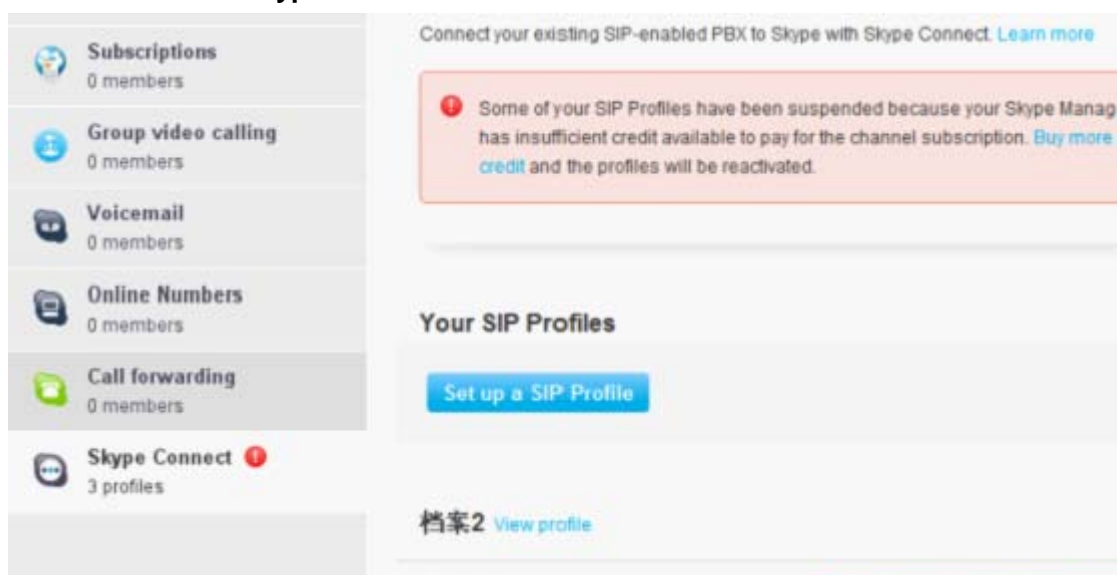 Subscriptions
0 members
Group video calling
0 members
Voicemail
0 members
Online Numbers
0 members
Call forwarding
0 members
Skype Connect
3 profiles
Connect your existing SIP-enabled PBX to Skype with Skype Connect. Learn more
Some of your SIP Profiles have been suspended because your Skype Manag
has insufficient credit available to pay for the channel subscription. Buy more
credit and the profiles will be reactivated.
Your SIP Profiles
Set up a SIP Profile
档案2 View profile